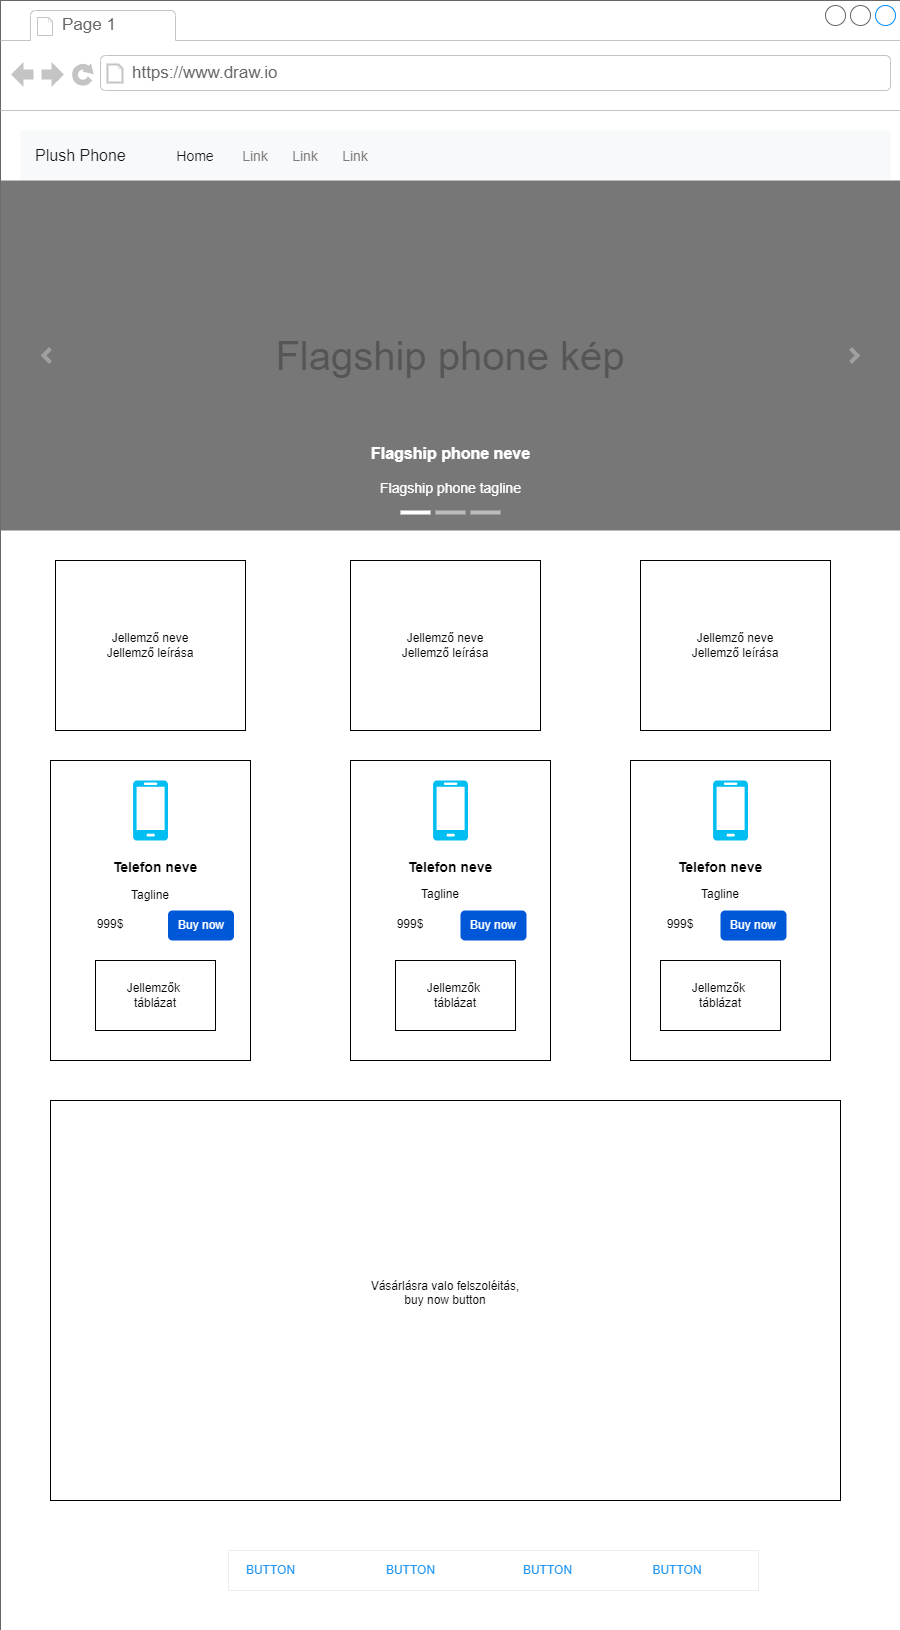 Page 1
https://www.draw.io
Plush Phone Home Link Link Link
Flagship phone kép
Flagship phone neve
Flagship phone tagline
Jellemző neve
Jellemző leírása
Jellemző neve
Jellemző leírása
Jellemző neve
Jellemző leírása
Telefon neve
Tagline
999$ Buy now
Jellemzők
táblázat
Telefon neve
Tagline
999$ Buy now
Jellemzők
táblázat
Telefon neve
Tagline
999$ Buy now
Jellemzők
táblázat
Vásárlásra valo felszoléitás,
buy now button
BUTTON BUTTON BUTTON BUTTON